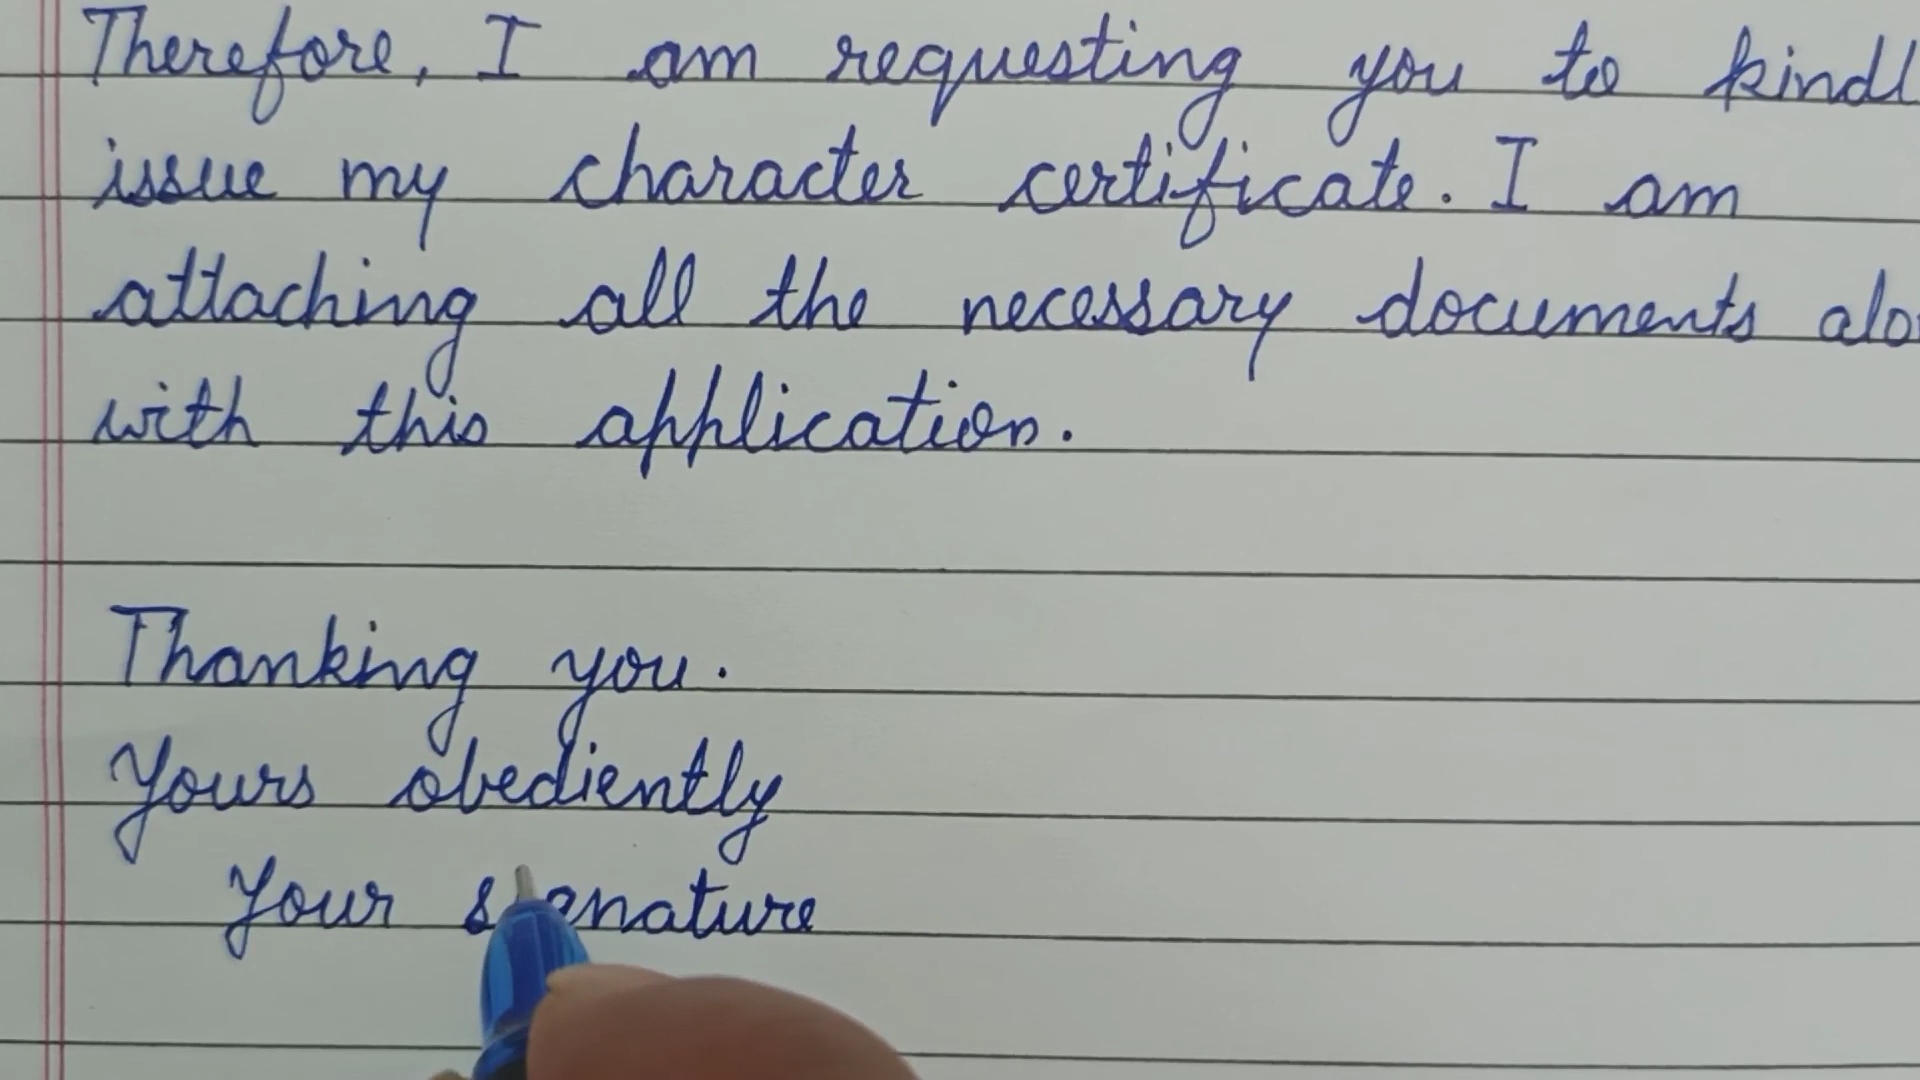 Therefore, I am requesting you to kindl
issue my character certificate. I am
attaching all the necessary documents alo
with this application.
Thanking you.
Yours obediently
Your signature